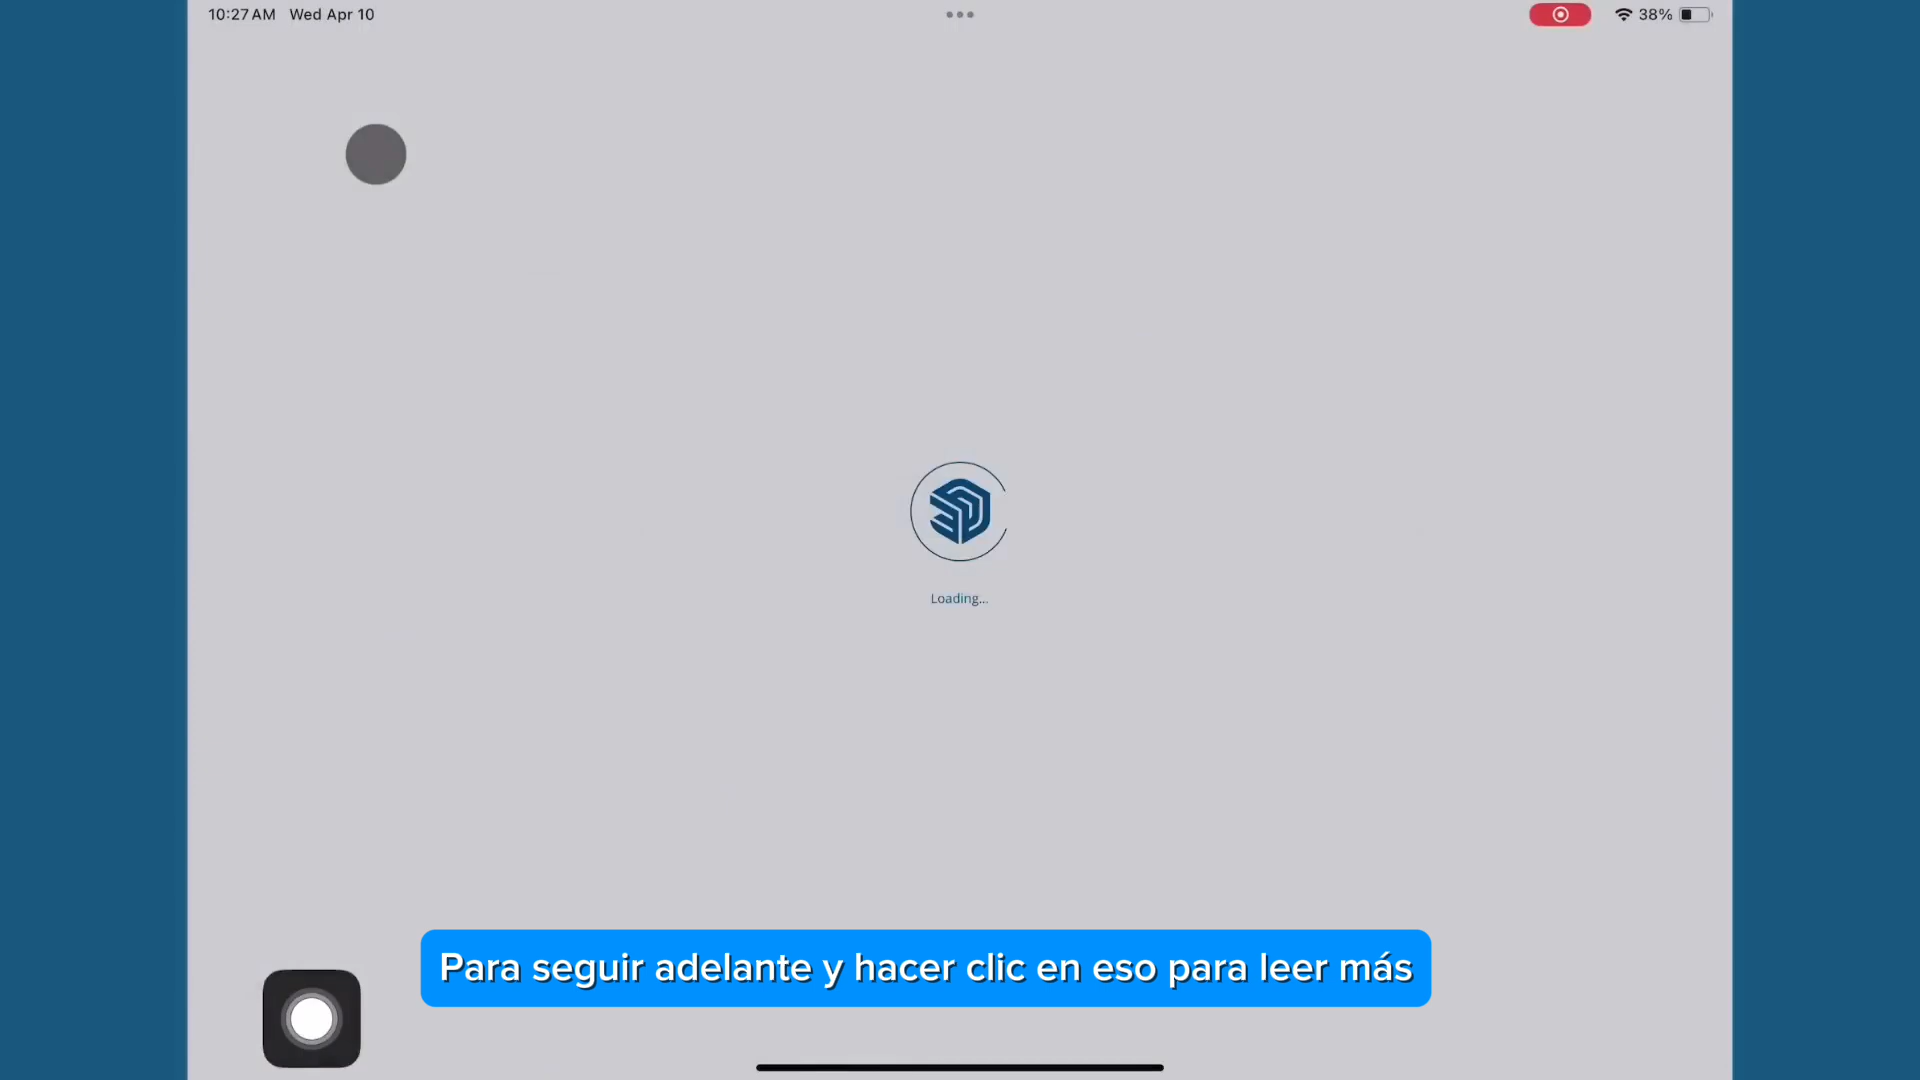 10:27 AM Wed Apr 10
38%
Loading...
Para seguir adelante y hacer clic en eso para leer más